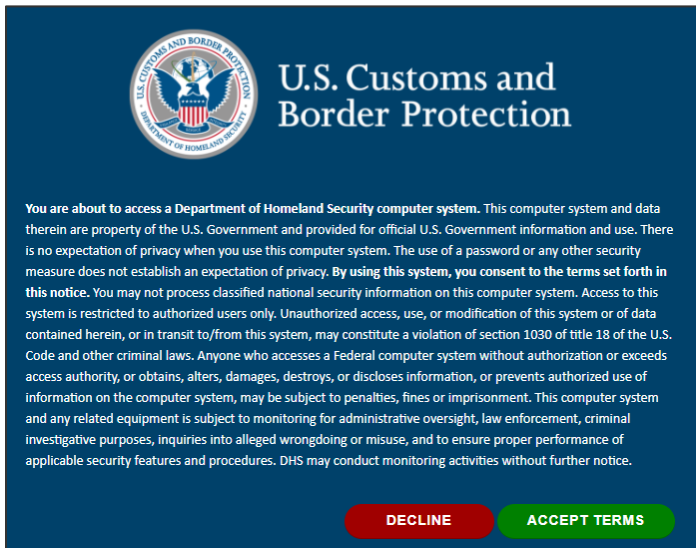 U.S. CUSTOMS AND BORDER PROTECTION
DEPARTMENT OF HOMELAND SECURITY
U.S. Customs and
Border Protection
You are about to access a Department of Homeland Security computer system. This computer system and data
therein are property of the U.S. Government and provided for official U.S. Government information and use. There
is no expectation of privacy when you use this computer system. The use of a password or any other security
measure does not establish an expectation of privacy. By using this system, you consent to the terms set forth in
this notice. You may not process classified national security information on this computer system. Access to this
system is restricted to authorized users only. Unauthorized access, use, or modification of this system or of data
contained herein, or in transit to/from this system, may constitute a violation of section 1030 of title 18 of the U.S.
Code and other criminal laws. Anyone who accesses a Federal computer system without authorization or exceeds
access authority, or obtains, alters, damages, destroys, or discloses information, or prevents authorized use of
information on the computer system, may be subject to penalties, fines or imprisonment. This computer system
and any related equipment is subject to monitoring for administrative oversight, law enforcement, criminal
investigative purposes, inquiries into alleged wrongdoing or misuse, and to ensure proper performance of
applicable security features and procedures. DHS may conduct monitoring activities without further notice.
DECLINE
ACCEPT TERMS